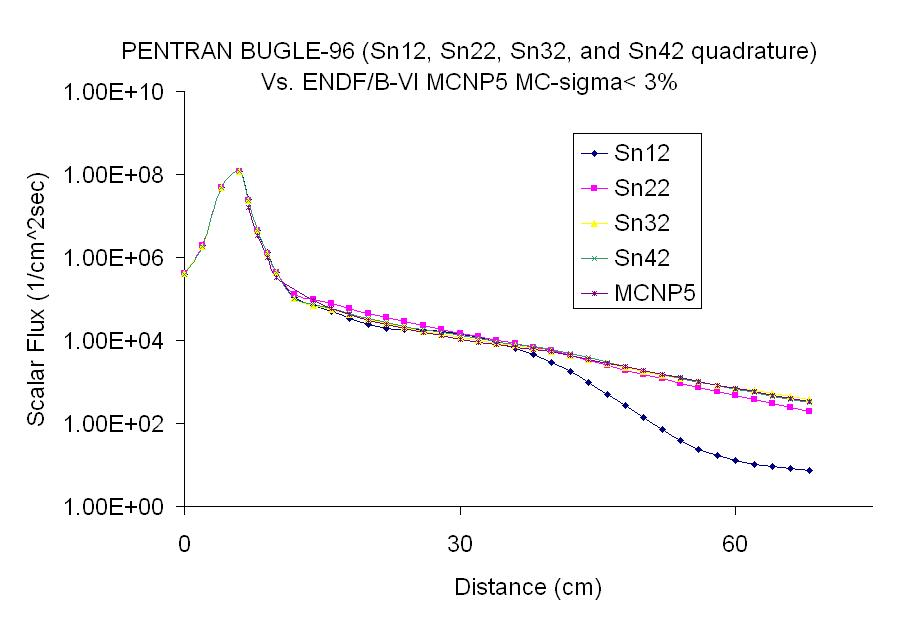 PENTRAN BUGLE-96 (Sn12, Sn22, Sn32, and Sn42 quadrature)
Vs. ENDF/B-VI MCNP5 MC-sigma< 3%
1.00E+10
1.00E+08
1.00E+06
1.00E+04
1.00E+02
1.00E+00
Scalar Flux (1/cm^2sec)
Sn12
Sn22
Sn32
Sn42
MCNP5
0
30
60
Distance (cm)